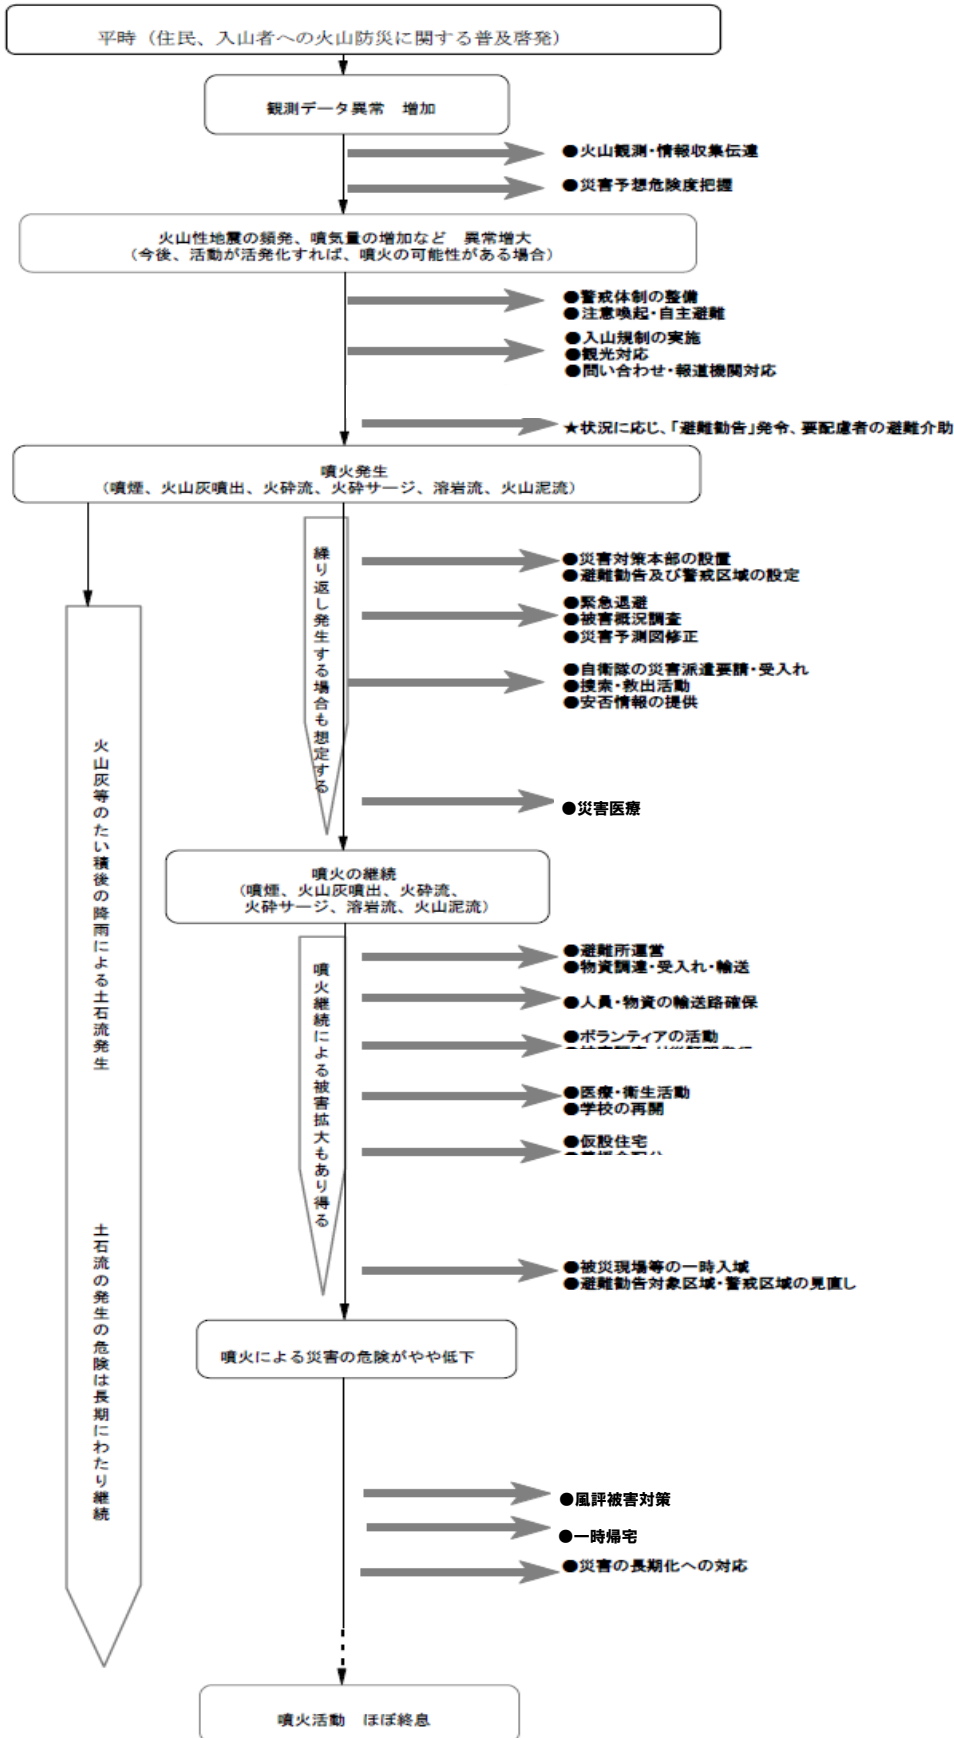 平時（住民、入山者への火山防災に関する普及啓発）
観測データ異常　増加
●火山観測・情報収集伝達
●災害予想危険度把握
火山性地震の頻発、噴気量の増加など　異常増大
（今後、活動が活発化すれば、噴火の可能性がある場合）
●警戒体制の整備
●注意喚起・自主避難
●入山規制の実施
●観光対応
●問い合わせ・報道機関対応
★状況に応じ、「避難勧告」発令、要配慮者の避難介助
噴火発生
（噴煙、火山灰噴出、火砕流、火砕サージ、溶岩流、火山泥流）
繰り返し発生する場合も想定する
●災害対策本部の設置
●避難勧告及び警戒区域の設定
●緊急退避
●被害概況調査
●災害予測図修正
●自衛隊の災害派遣要請・受入れ
●捜索・救出活動
●安否情報の提供
●災害医療
火山灰等のたい積後の降雨による土石流発生
土石流の発生の危険は長期にわたり継続
噴火の継続
（噴煙、火山灰噴出、火砕流、
火砕サージ、溶岩流、火山泥流）
噴火継続による被害拡大もあり得る
●避難所運営
●物資調達・受入れ・輸送
●人員・物資の輸送路確保
●ボランティアの活動
●医療・衛生活動
●学校の再開
●仮設住宅
●被災現場等の一時入域
●避難勧告対象区域・警戒区域の見直し
噴火による災害の危険がやや低下
●風評被害対策
●一時帰宅
●災害の長期化への対応
噴火活動　ほぼ終息